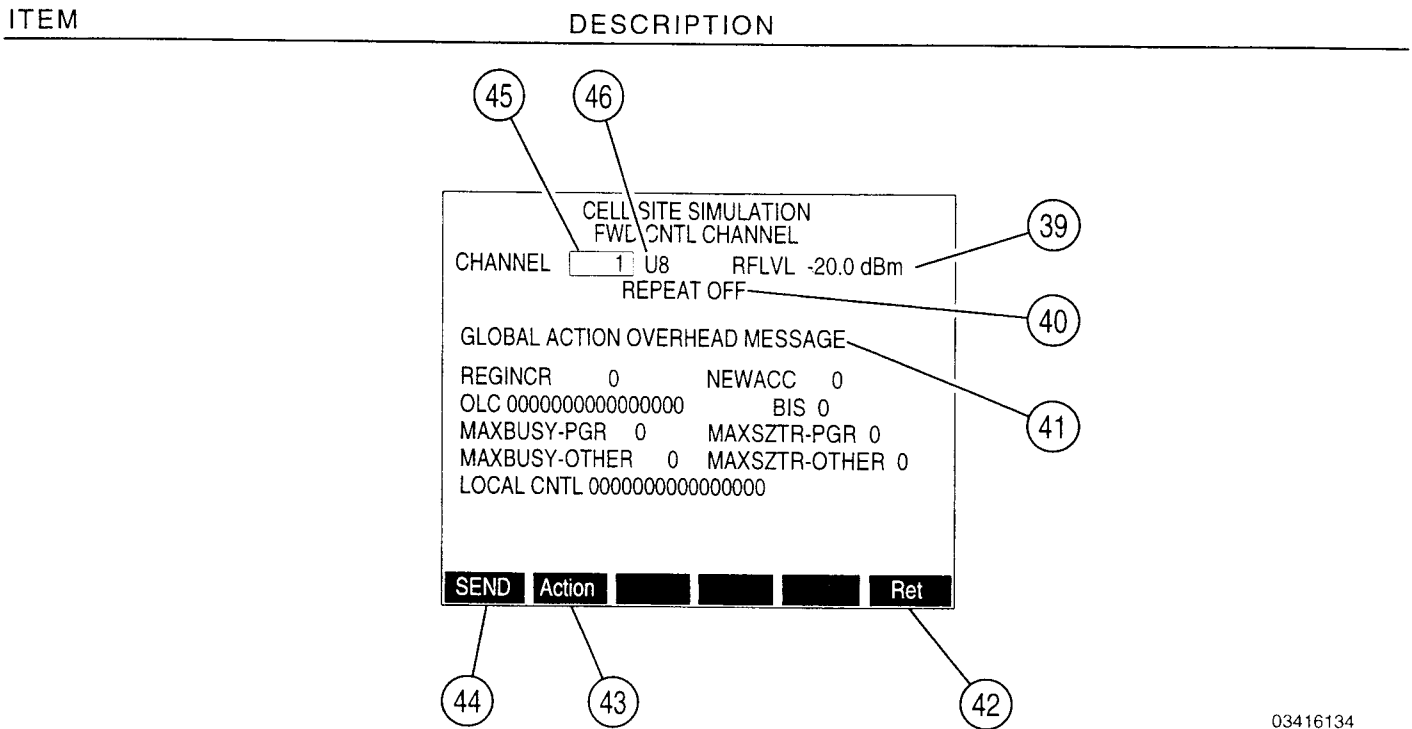 ITEM DESCRIPTION
45 46
CELL SITE SIMULATION
FWD CNTL CHANNEL
39
CHANNEL 1 U8 RFLVL -20.0 dBm
REPEAT OFF
40
GLOBAL ACTION OVERHEAD MESSAGE
REGINCR 0 NEWACC 0
OLC 0000000000000000 BIS 0
41
MAXBUSY-PGR 0 MAXSZTR-PGR 0
MAXBUSY-OTHER 0 MAXSZTR-OTHER 0
LOCAL CNTL 0000000000000000
SEND Action Ret
44 43 42
03416134